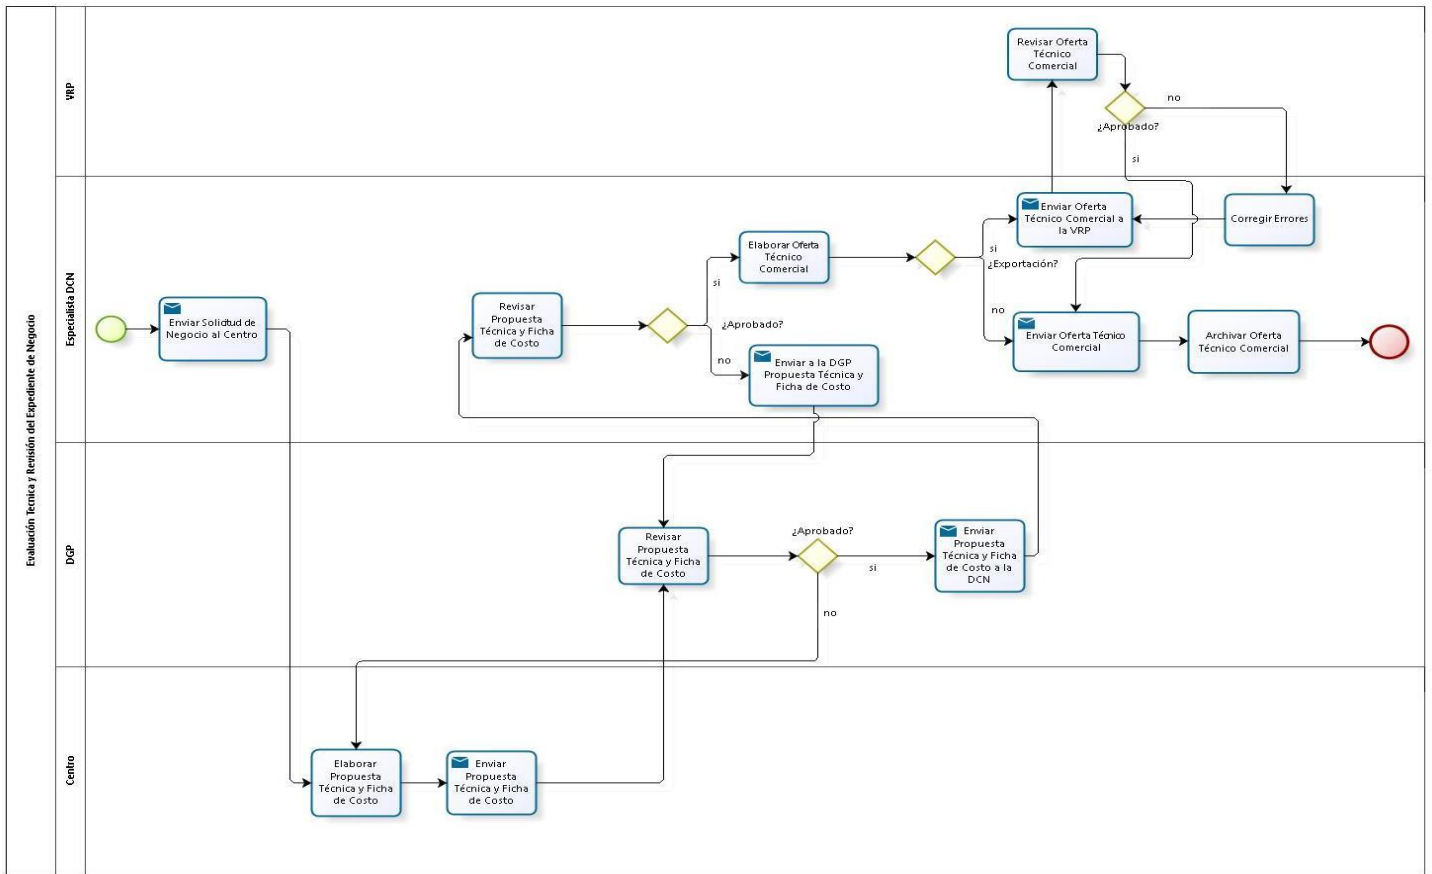 Evaluación Tecnica y Revisión del Expediente de Negocio
VRP
Revisar Oferta
Técnico
Comercial
no
¿Aprobado?
si
Especialista DCN
Enviar Solicitud de
Negocio al Centro
Revisar
Propuesta
Técnica y Ficha
de Costo
¿Aprobado?
si
no
Elaborar Oferta
Técnico
Comercial
Enviar a la DGP
Propuesta Técnica y
Ficha de Costo
si
¿Exportación?
no
Enviar Oferta
Técnico Comercial a
la VRP
Corregir Errores
Enviar Oferta Técnico
Comercial
Archivar Oferta
Técnico Comercial
DGP
Revisar
Propuesta
Técnica y Ficha
de Costo
¿Aprobado?
si
no
Enviar
Propuesta
Técnica y Ficha
de Costo a la
DCN
Centro
Elaborar
Propuesta
Técnica y Ficha
de Costo
Enviar
Propuesta
Técnica y Ficha
de Costo